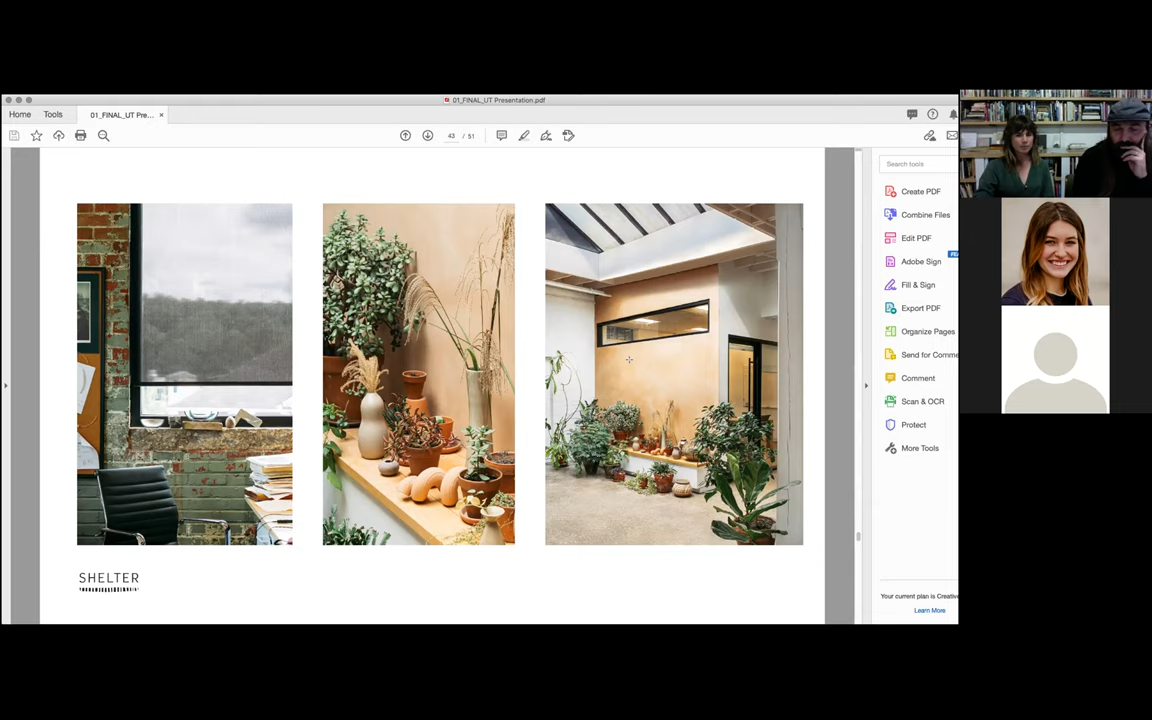 01_FINAL_UT Presentation.pdf
Home
Tools
01_FINAL_UT Pre...
43 / 51
Search tools
Create PDF
Combine Files
Edit PDF
Adobe Sign
Fill & Sign
Export PDF
Organize Pages
Send for Comme
Comment
Scan & OCR
Protect
More Tools
SHELTER
Your current plan is Creative
Learn More